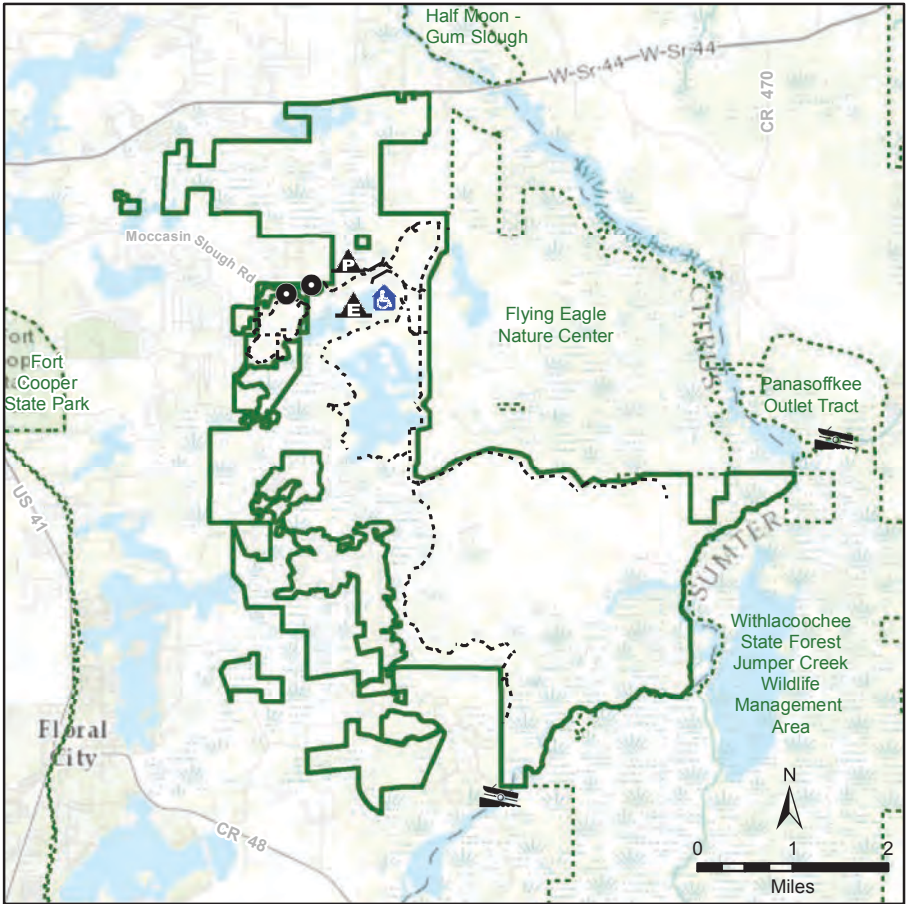 Half Moon -
Gum Slough
W-Sr-44-W-Sr-44
CR 470
Moccasin Slough Rd
P
E
Flying Eagle
Nature Center
CITRUS
Fort
Cooper
State Park
Panasoffkee
Outlet Tract
US 41
SUMTER
Withlacoochee
State Forest
Jumper Creek
Wildlife
Management
Area
Floral
City
CR 48
N
0 1 2
Miles